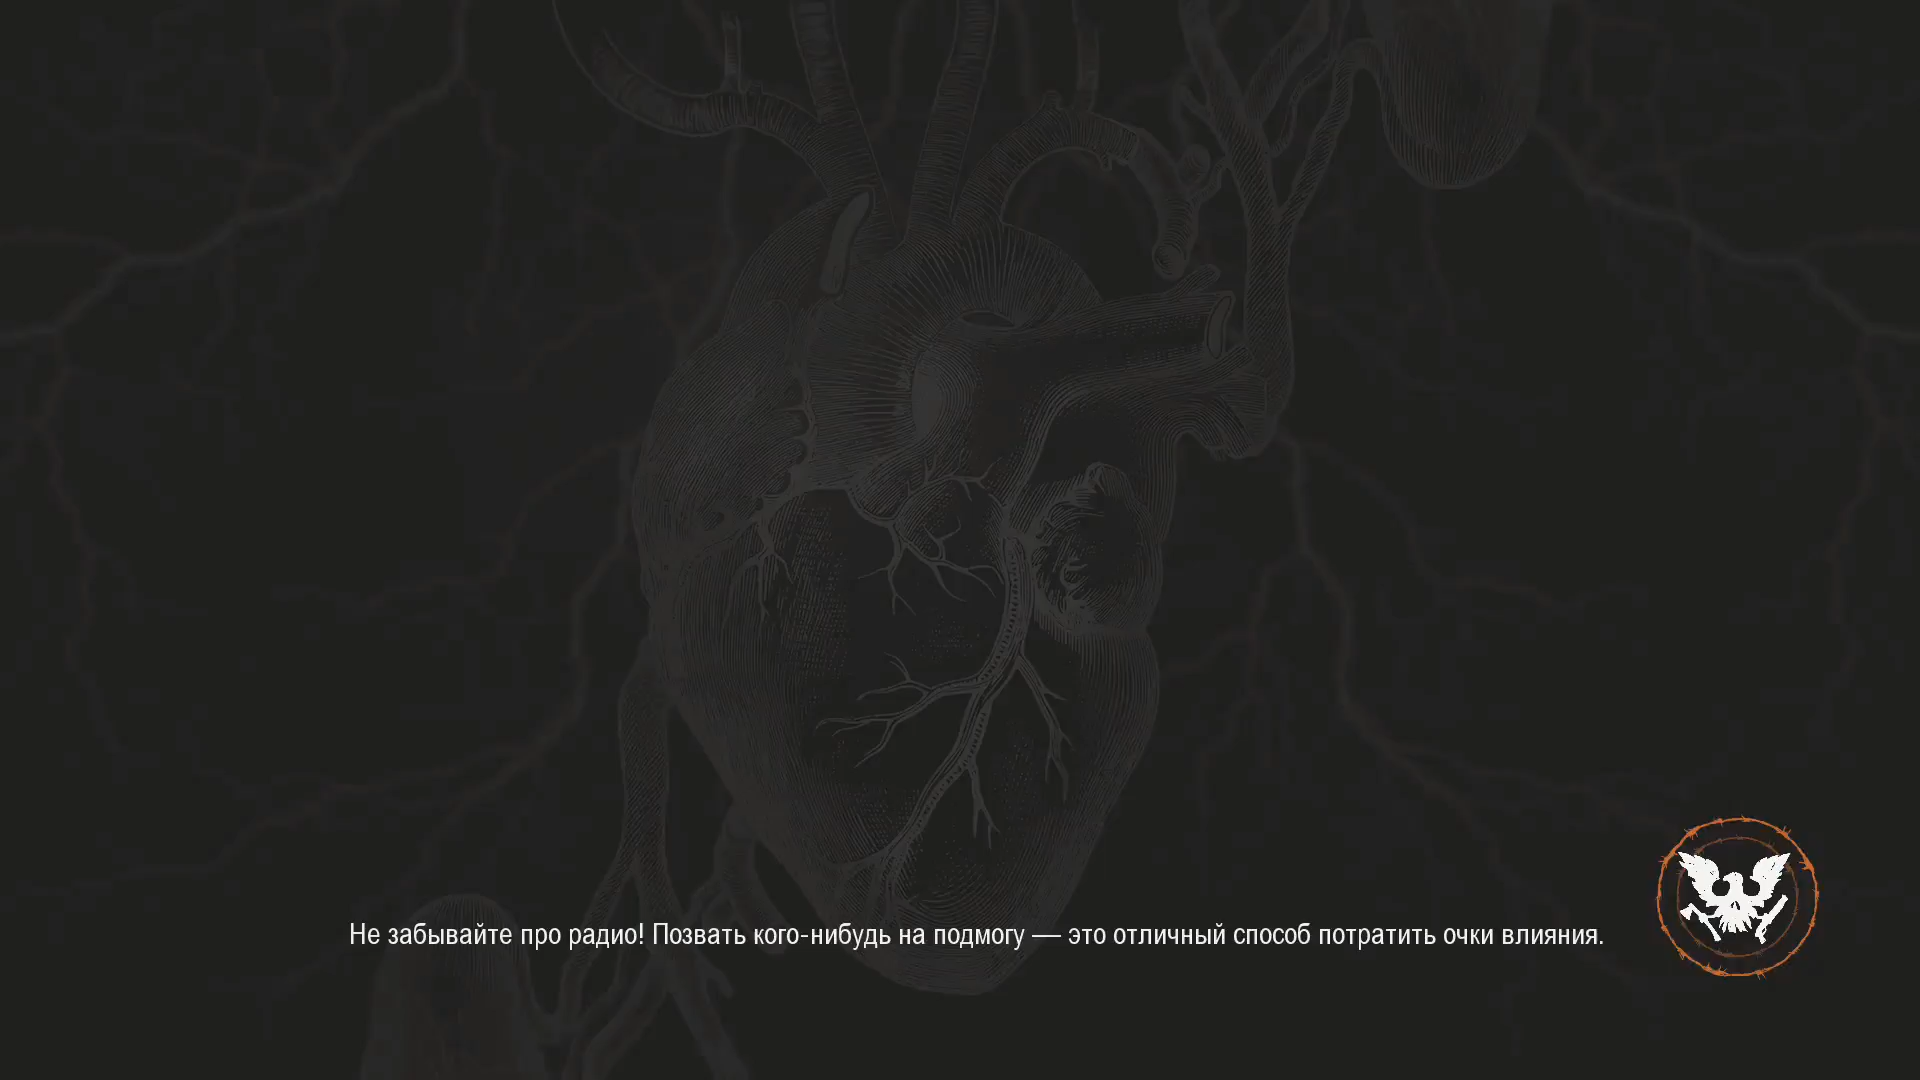 Не забывайте про радио! Позвать кого-нибудь на подмогу — это отличный способ потратить очки влияния.